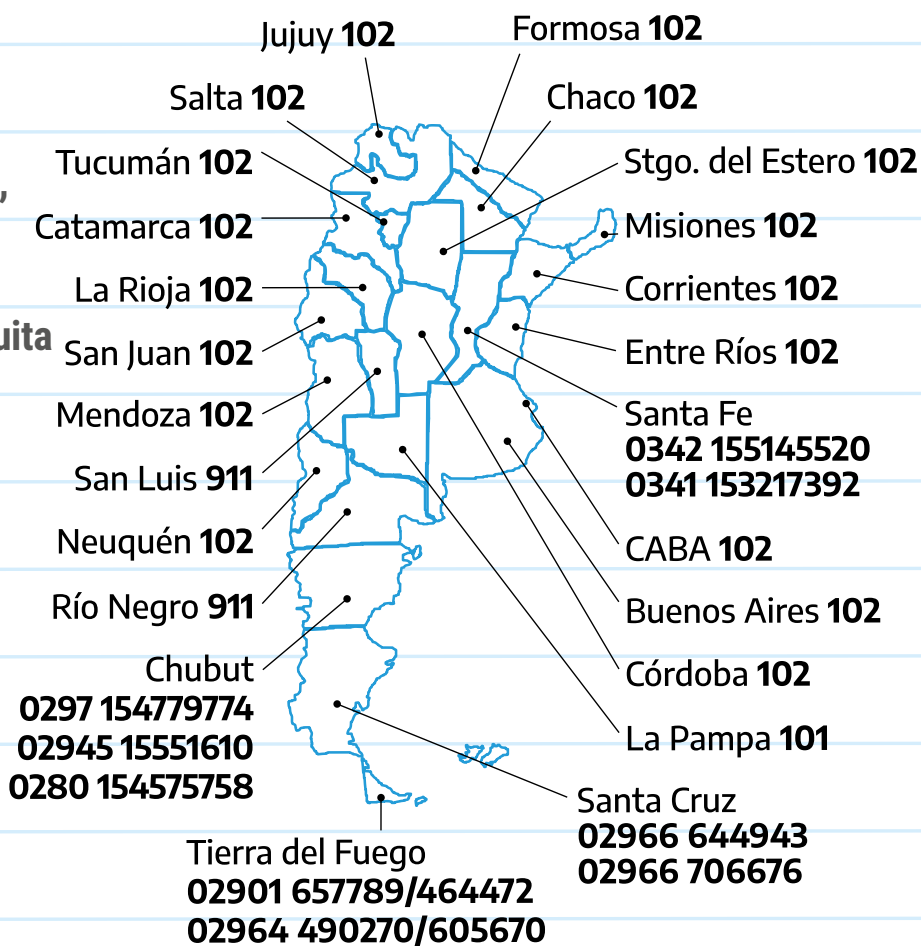 Jujuy 102
Salta 102
Tucumán 102
Catamarca 102
La Rioja 102
uita
San Juan 102
Mendoza 102
San Luis 911
Neuquén 102
Río Negro 911
Chubut
0297 154779774
02945 15551610
0280 154575758
Tierra del Fuego
02901 657789/464472
02964 490270/605670
Formosa 102
Chaco 102
Stgo. del Estero 102
Misiones 102
Corrientes 102
Entre Ríos 102
Santa Fe
0342 155145520
0341 153217392
CABA 102
Buenos Aires 102
Córdoba 102
La Pampa 101
Santa Cruz
02966 644943
02966 706676